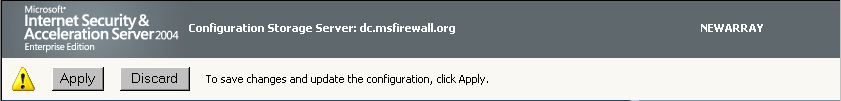 Microsoft®
Internet Security &
Acceleration Server 2004
Enterprise Edition
Configuration Storage Server: dc.msfirewall.org
NEWARRAY
Apply
Discard
To save changes and update the configuration, click Apply.